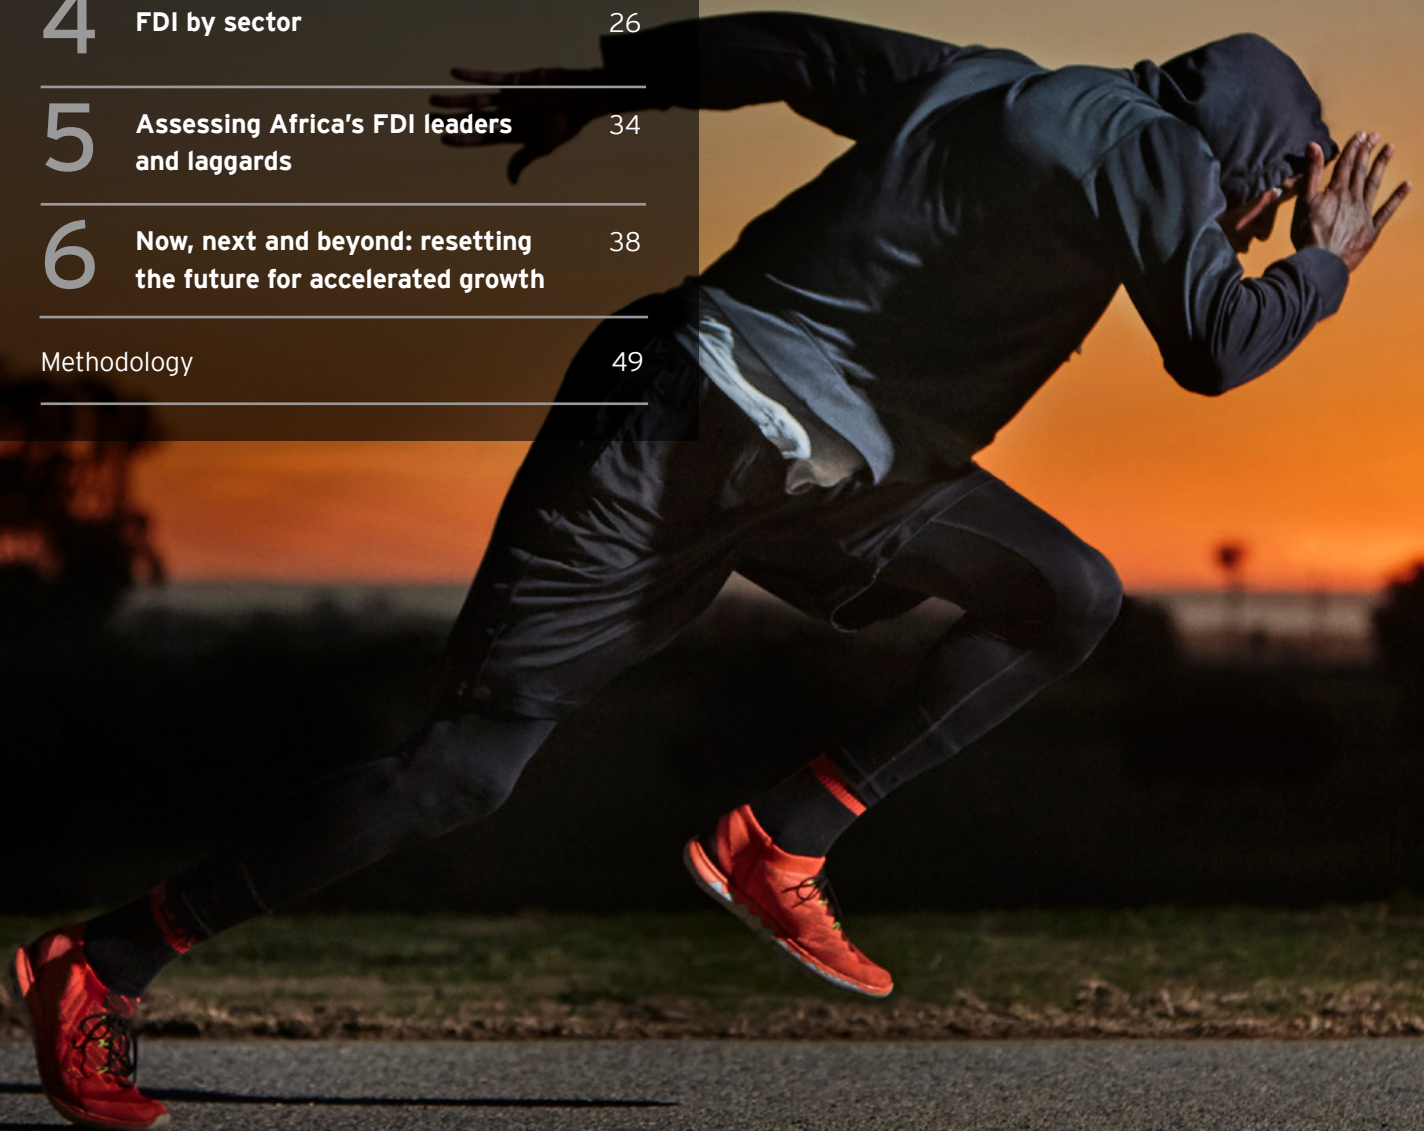 4 FDI by sector 26
5 Assessing Africa's FDI leaders 34
and laggards
6 Now, next and beyond: resetting 38
the future for accelerated growth
Methodology 49